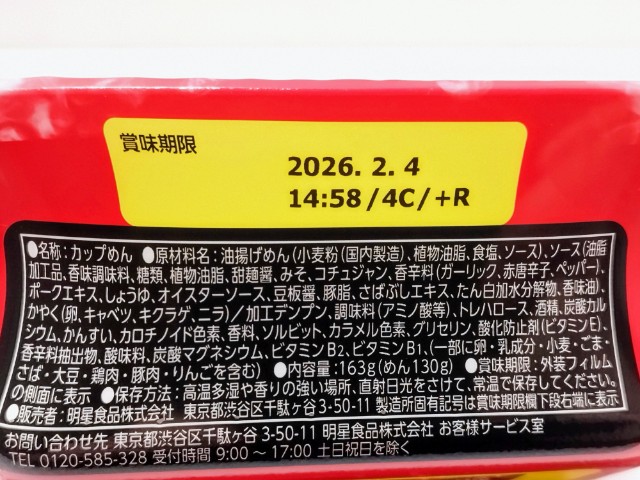 賞味期限
2026. 2. 4
14:58/4C/+R
●名称:カップめん ●原材料名:油揚げめん(小麦粉(国内製造)、植物油脂、食塩、ソース)、ソース(油脂
加工品、香味調味料、糖類、植物油脂、甜麺醤、みそ、コチュジャン、香辛料(ガーリック、赤唐辛子、ペッパー)、
ポークエキス、しょうゆ、オイスターソース、豆板醤、豚脂、さばぶしエキス、たん白加水分解物、香味油)、
かやく(卵、キャベツ、キクラゲ、ニラ)/加工デンプン、調味料(アミノ酸等)、トレハロース、酒精、炭酸カル
シウム、かんすい、カロチノイド色素、香料、ソルビット、カラメル色素、グリセリン、酸化防止剤(ビタミンE)、
香辛料抽出物、酸味料、炭酸マグネシウム、ビタミンB2、ビタミンB1、(一部に卵・乳成分・小麦・ごま・
さば・大豆・鶏肉・豚肉・りんごを含む) ●内容量:163g(めん130g) ●賞味期限:外装フィルム
の側面に表示 ●保存方法:高温多湿や香りの強い場所、直射日光をさけて、常温で保存してください。
●販売者:明星食品株式会社 東京都渋谷区千駄ヶ谷3-50-11 製造所固有記号は賞味期限欄下段右端に表示
お問い合わせ先 東京都渋谷区千駄ヶ谷3-50-11 明星食品株式会社 お客様サービス室
TEL 0120-585-328 受付時間 9:00~17:00 土日祝日を除く